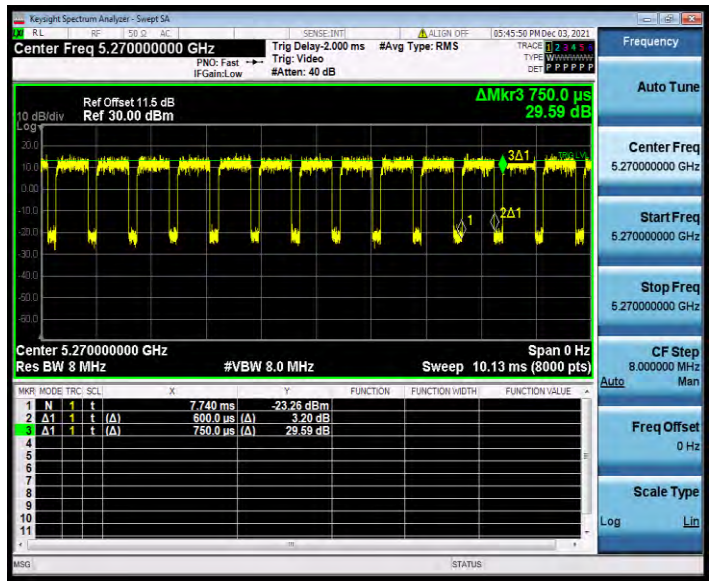 Keysight Spectrum Analyzer - Swept SA
RL RF 50 Ω AC SENSE:INT ALIGN OFF 05:45:50 PM Dec 03, 2021
Center Freq 5.270000000 GHz
Trig Delay-2.000 ms #Avg Type: RMS TRACE 1 2 3 4 5 6
PNO: Fast Trig: Video TYPE WWWWWW
IFGain:Low #Atten: 40 dB DET P P P P P P
ΔMkr3 750.0 µs
29.59 dB
Ref Offset 11.5 dB
10 dB/div Ref 30.00 dBm
Log
20.0
10.0
0.00
-10.0
-20.0
-30.0
-40.0
-50.0
-60.0
3Δ1
TRIG LVL
1
2Δ1
Center 5.270000000 GHz Span 0 Hz
Res BW 8 MHz #VBW 8.0 MHz Sweep 10.13 ms (8000 pts)
MKR MODE TRC SCL X Y FUNCTION FUNCTION WIDTH FUNCTION VALUE
1 N 1 t 7.740 ms -23.26 dBm
2 Δ1 1 t (Δ) 600.0 µs (Δ) 3.20 dB
3 Δ1 1 t (Δ) 750.0 µs (Δ) 29.59 dB
4
5
6
7
8
9
10
11
MSG STATUS
Frequency
Auto Tune
Center Freq
5.270000000 GHz
Start Freq
5.270000000 GHz
Stop Freq
5.270000000 GHz
CF Step
8.000000 MHz
Auto Man
Freq Offset
0 Hz
Scale Type
Log Lin